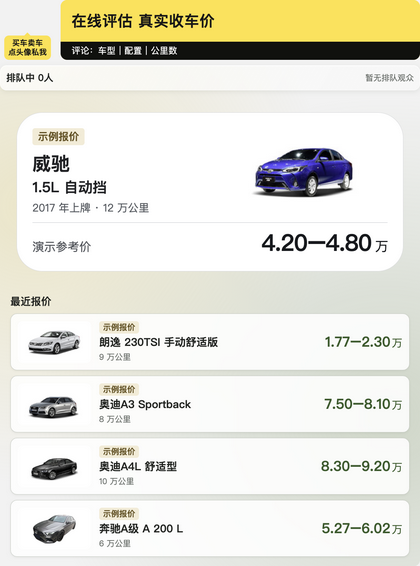 在线评估 真实收车价
买车卖车
点头像私我
评论：车型｜配置｜公里数
排队中 0人
暂无排队观众
示例报价
威驰
1.5L 自动挡
2017 年上牌 · 12 万公里
演示参考价
4.20—4.80 万
最近报价
示例报价
朗逸 230TSI 手动舒适版
1.77—2.30 万
9 万公里
示例报价
奥迪A3 Sportback
7.50—8.10 万
8 万公里
示例报价
奥迪A4L 舒适型
8.30—9.20 万
10 万公里
示例报价
奔驰A级 A 200 L
5.27—6.02 万
6 万公里